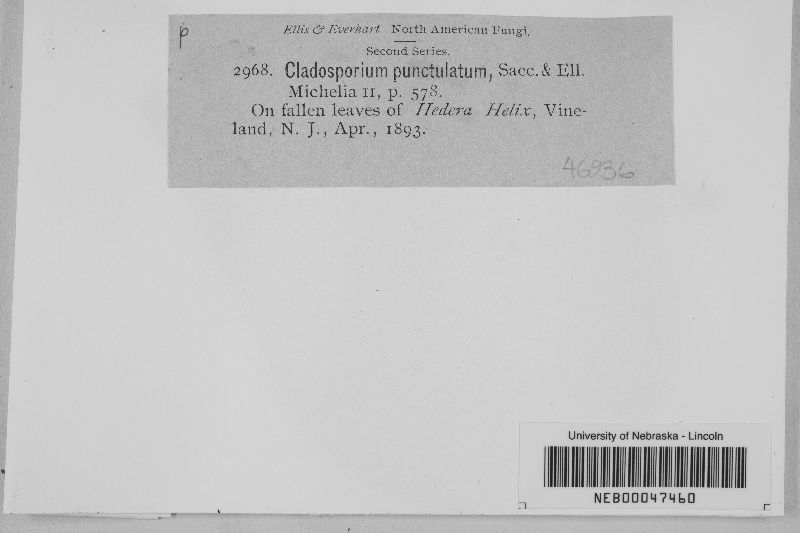 p
Ellis & Everhart North American Fungi.
Second Series.
2968. Cladosporium punctulatum, Sacc. & Ell.
Michelia II, p. 578.
On fallen leaves of Hedera Helix, Vine-
land, N. J., Apr., 1893.
46936
University of Nebraska - Lincoln
NEB00047460